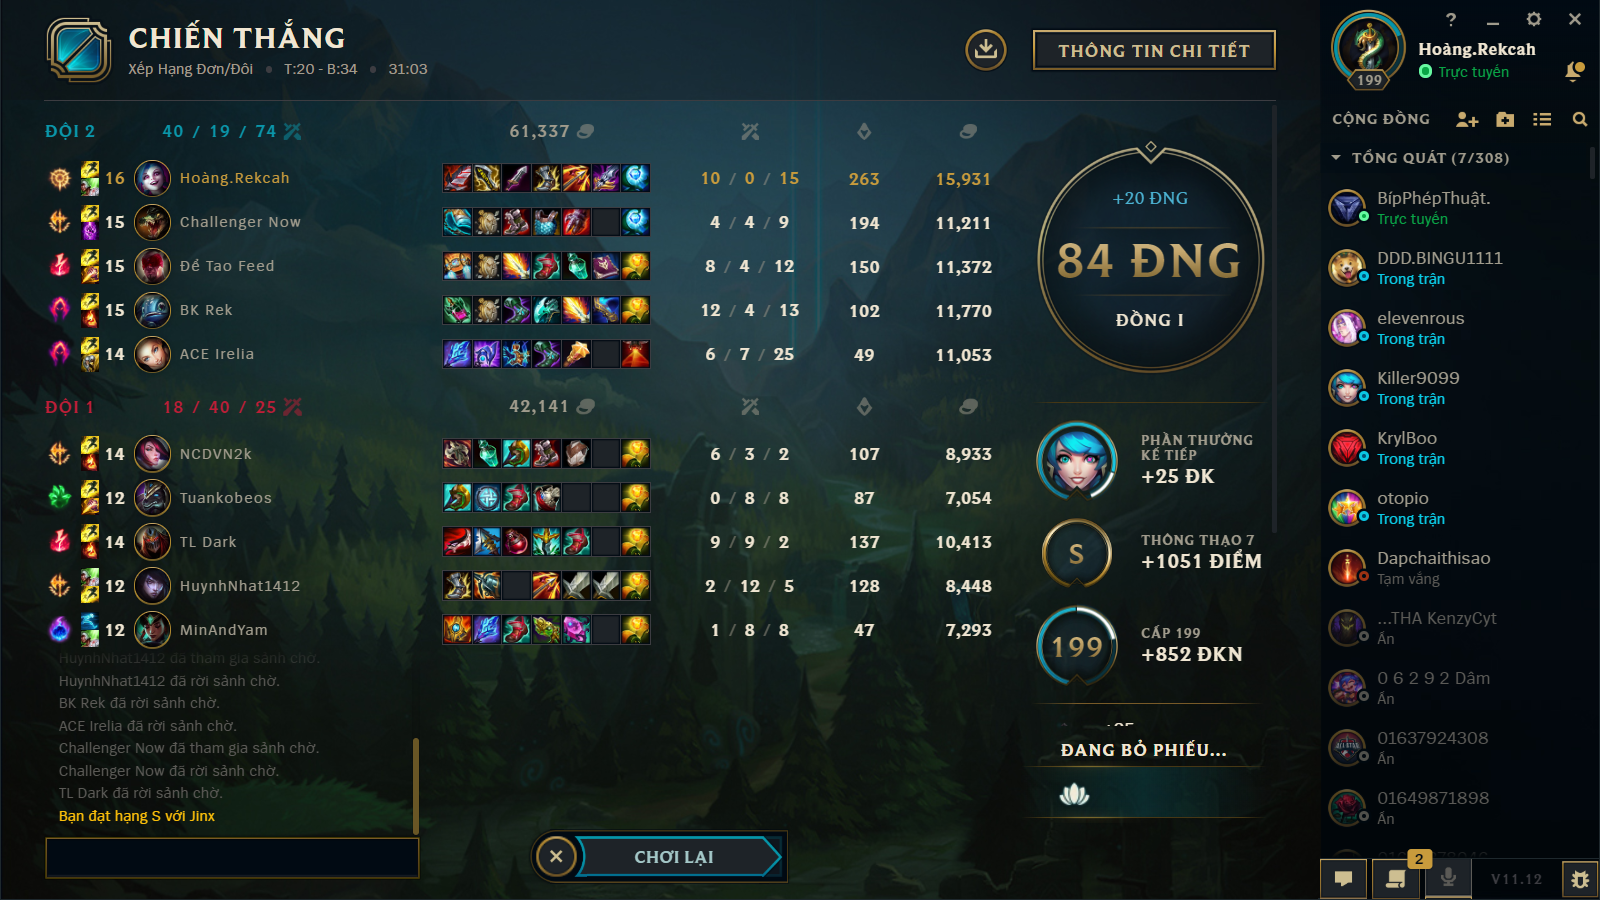 CHIẾN THẮNG
Xếp Hạng Đơn/Đôi • T:20 - B:34 • 31:03
THÔNG TIN CHI TIẾT
ĐỘI 2 40 / 19 / 74 61,337
16 Hoàng.Rekcah 10 / 0 / 15 263 15,931
15 Challenger Now 4 / 4 / 9 194 11,211
15 Để Tao Feed 8 / 4 / 12 150 11,372
15 BK Rek 12 / 4 / 13 102 11,770
14 ACE Irelia 6 / 7 / 25 49 11,053
ĐỘI 1 18 / 40 / 25 42,141
14 NCDVN2k 6 / 3 / 2 107 8,933
12 Tuankobeos 0 / 8 / 8 87 7,054
14 TL Dark 9 / 9 / 2 137 10,413
12 HuynhNhat1412 2 / 12 / 5 128 8,448
12 MinAndYam 1 / 8 / 8 47 7,293
HuynhNhat1412 đã tham gia sảnh chờ.
HuynhNhat1412 đã rời sảnh chờ.
BK Rek đã rời sảnh chờ.
ACE Irelia đã rời sảnh chờ.
Challenger Now đã tham gia sảnh chờ.
Challenger Now đã rời sảnh chờ.
TL Dark đã rời sảnh chờ.
Bạn đạt hạng S với Jinx
CHƠI LẠI
+20 ĐNG
84 ĐNG
ĐỒNG I
PHẦN THƯỞNG
KẾ TIẾP
+25 ĐK
S
THÔNG THẠO 7
+1051 ĐIỂM
199
CẤP 199
+852 ĐKN
ĐANG BỎ PHIẾU...
?
199
Hoàng.Rekcah
Trực tuyến
CỘNG ĐỒNG
TỔNG QUÁT (7/308)
BípPhépThuật.
Trực tuyến
DDD.BINGU1111
Trong trận
elevenrous
Trong trận
Killer9099
Trong trận
KrylBoo
Trong trận
otopio
Trong trận
Dapchaithisao
Tạm vắng
...THA KenzyCyt
Ẩn
0 6 2 9 2 Dâm
Ẩn
01637924308
Ẩn
01649871898
Ẩn
2
V11.12